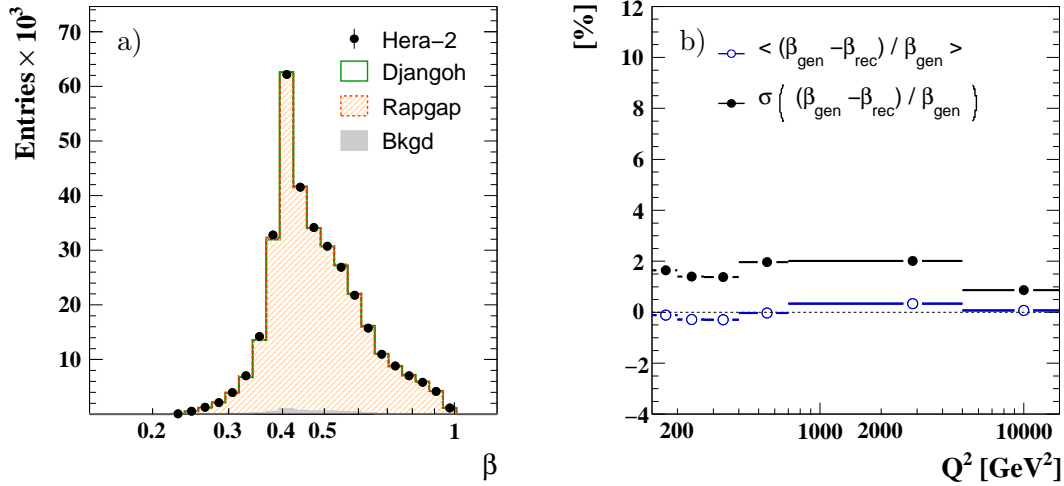 a)
Hera−2
Djangoh
Rapgap
Bkgd
Entries × 10³
70
60
50
40
30
20
10
0.2 0.3 0.4 0.5 1
β
b)
< (β_gen −β_rec) / β_gen >
σ{ (β_gen −β_rec) / β_gen }
[%]
12
10
8
6
4
2
0
−2
−4
200 1000 2000 10000
Q² [GeV²]